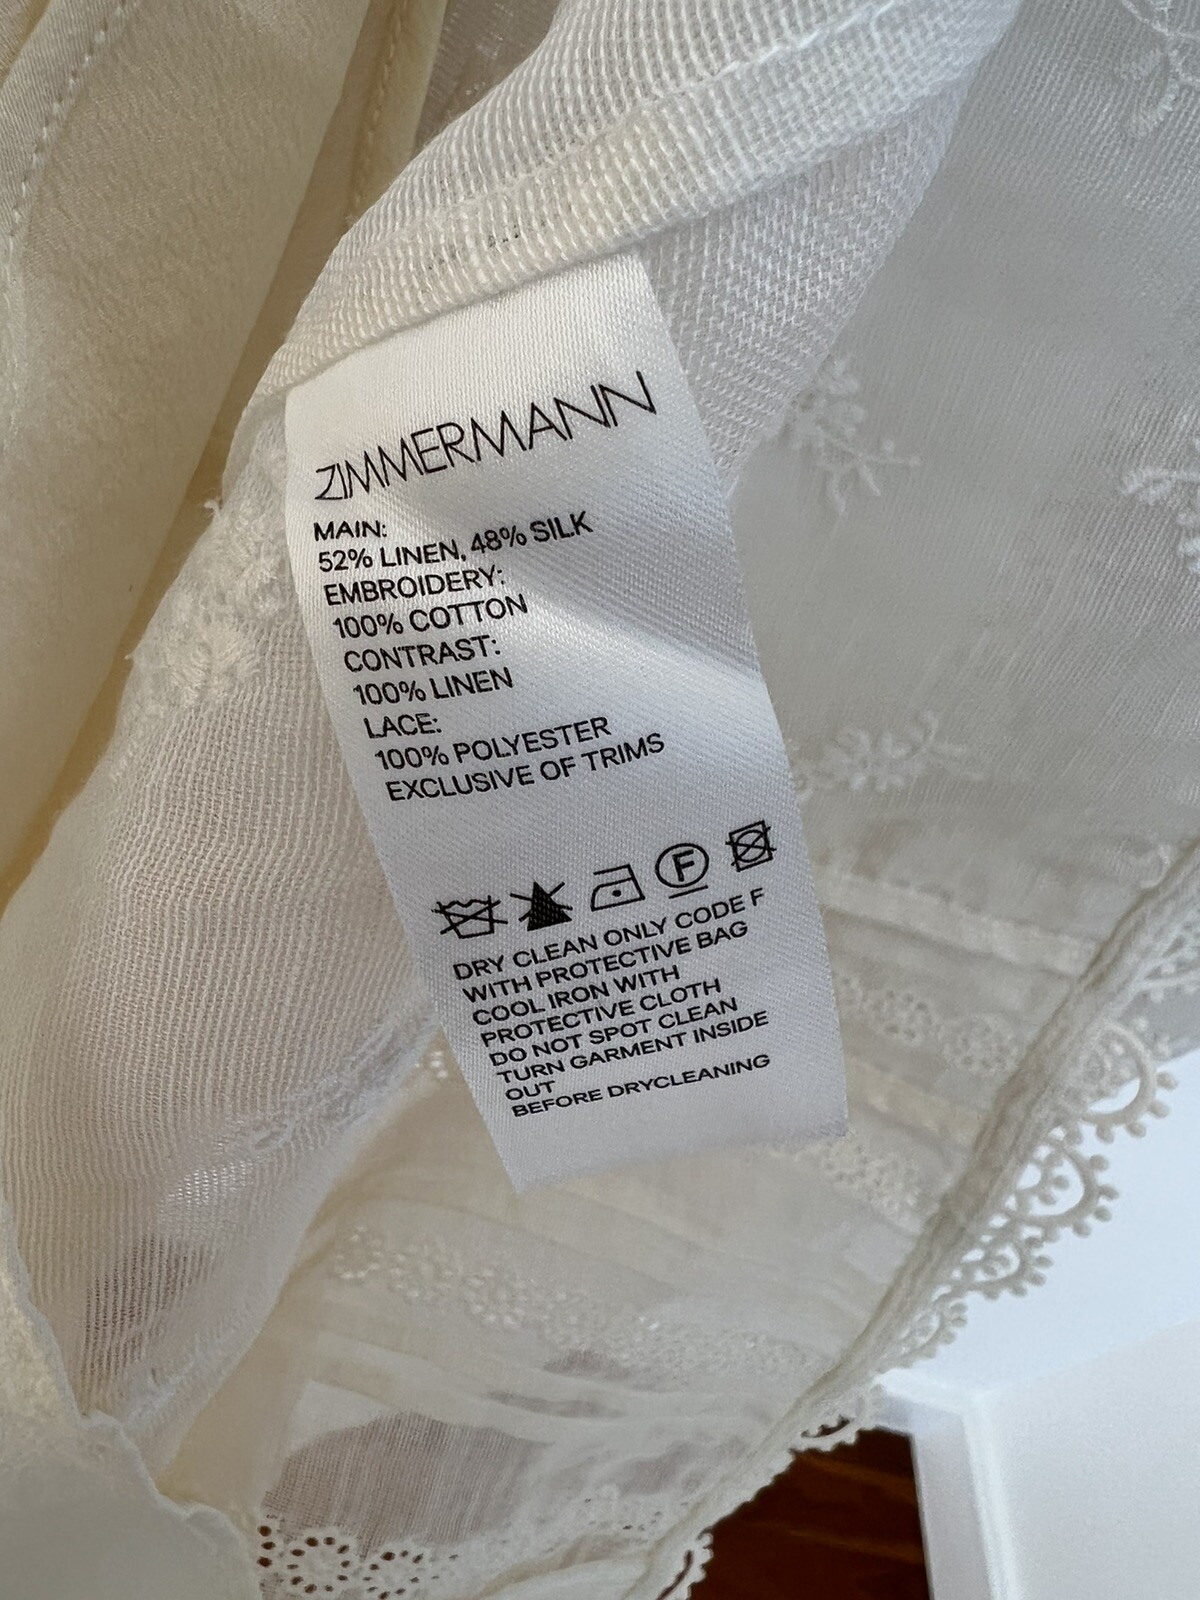 ZIMMERMANN
MAIN:
52% LINEN, 48% SILK
EMBROIDERY:
100% COTTON
CONTRAST:
100% LINEN
LACE:
100% POLYESTER
EXCLUSIVE OF TRIMS
F
DRY CLEAN ONLY CODE F
WITH PROTECTIVE BAG
COOL IRON WITH
PROTECTIVE CLOTH
DO NOT SPOT CLEAN
TURN GARMENT INSIDE
OUT
BEFORE DRYCLEANING